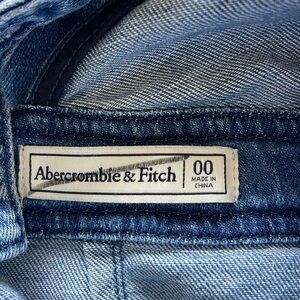 Abercrombie & Fitch
00
MADE IN
CHINA